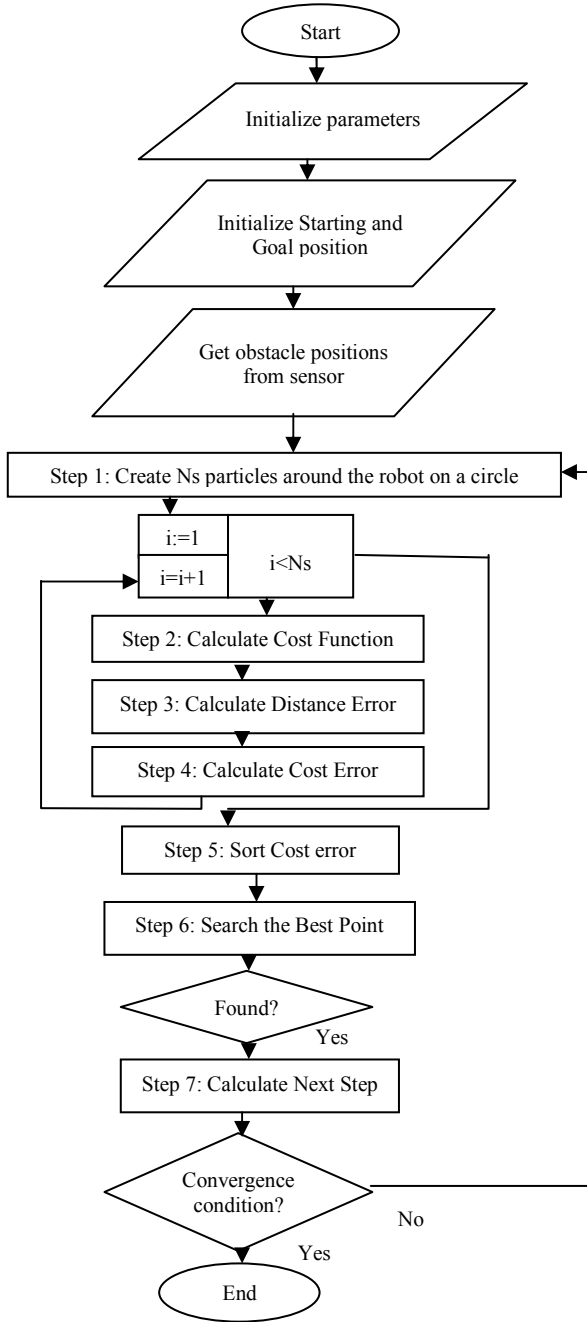 Start
Initialize parameters
Initialize Starting and
Goal position
Get obstacle positions
from sensor
Step 1: Create Ns particles around the robot on a circle
i:=1
i<Ns
i=i+1
Step 2: Calculate Cost Function
Step 3: Calculate Distance Error
Step 4: Calculate Cost Error
Step 5: Sort Cost error
Step 6: Search the Best Point
Found?
Yes
Step 7: Calculate Next Step
Convergence
condition?
No
Yes
End